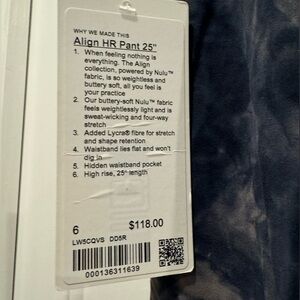 WHY WE MADE THIS
Align HR Pant 25"
1. When feeling nothing is
everything. The Align
collection, powered by Nulu™
fabric, is so weightless and
buttery soft, all you feel is
your practice
2. Our buttery-soft Nulu™ fabric
feels weightlessly light and is
sweat-wicking and four-way
stretch
3. Added Lycra® fibre for stretch
and shape retention
4. Waistband lies flat and won't
dig in
5. Hidden waistband pocket
6. High rise, 25" length
6 $118.00
LW5CQVS DD5R
000136311639